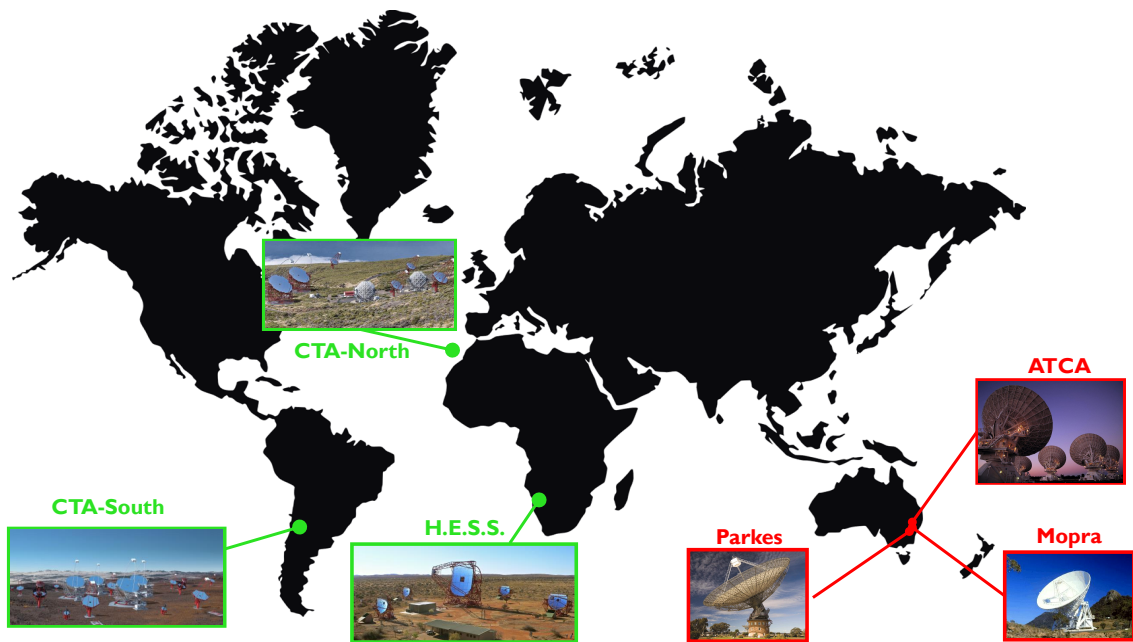 CTA-North
ATCA
CTA-South
H.E.S.S.
Parkes
Mopra